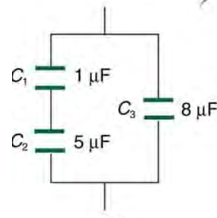 C₁ 1 µF
C₃ 8 µF
C₂ 5 µF